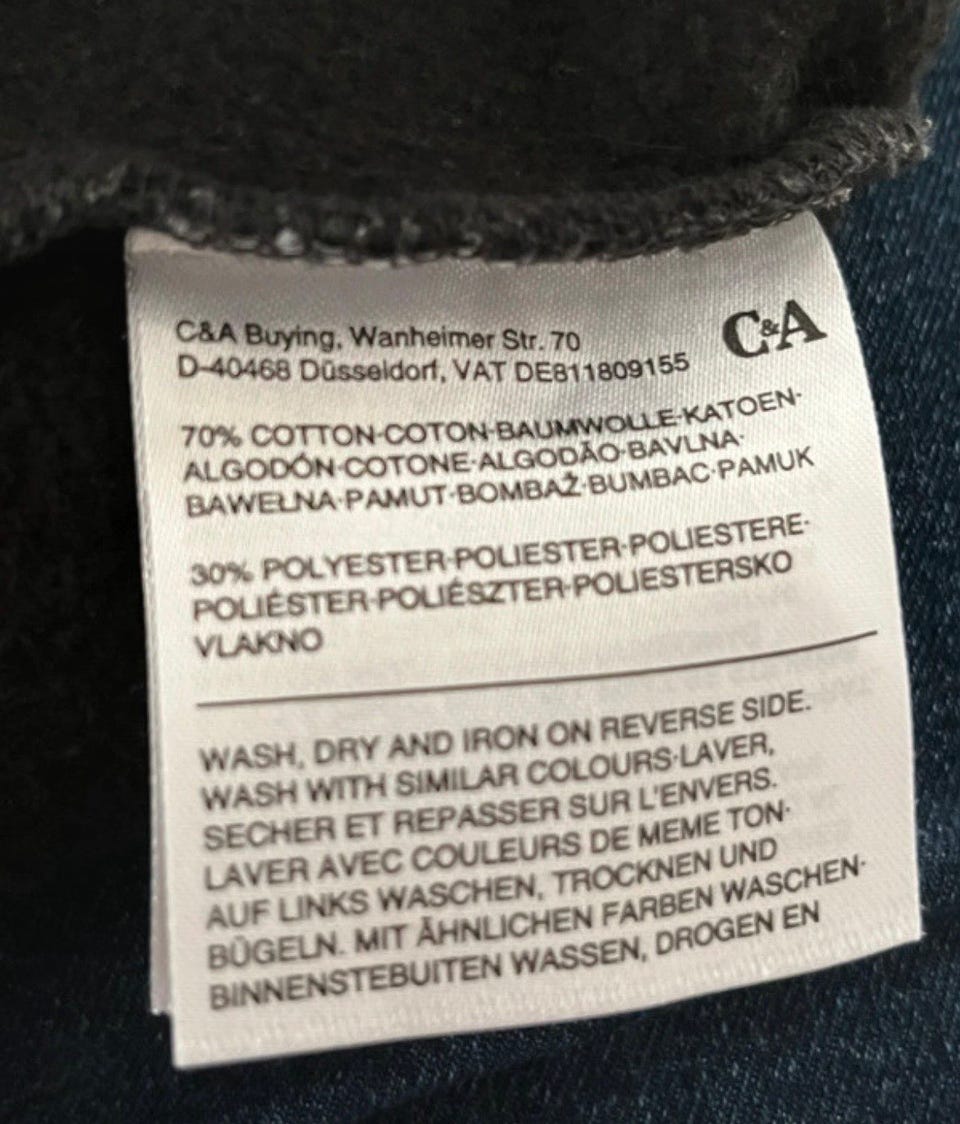 C&A Buying, Wanheimer Str. 70
C&A
D-40468 Düsseldorf, VAT DE811809155
70% COTTON·COTON·BAUMWOLLE·KATOEN·
ALGODÓN·COTONE·ALGODÃO·BAVLNA·
BAWEŁNA·PAMUT·BOMBAŽ·BUMBAC·PAMUK
30% POLYESTER·POLIESTER·POLIESTERE·
POLIÉSTER·POLIÉSZTER·POLIESTERSKO
VLAKNO
WASH, DRY AND IRON ON REVERSE SIDE.
WASH WITH SIMILAR COLOURS·LAVER,
SECHER ET REPASSER SUR L'ENVERS.
LAVER AVEC COULEURS DE MEME TON·
AUF LINKS WASCHEN, TROCKNEN UND
BÜGELN. MIT ÄHNLICHEN FARBEN WASCHEN·
BINNENSTEBUITEN WASSEN, DROGEN EN